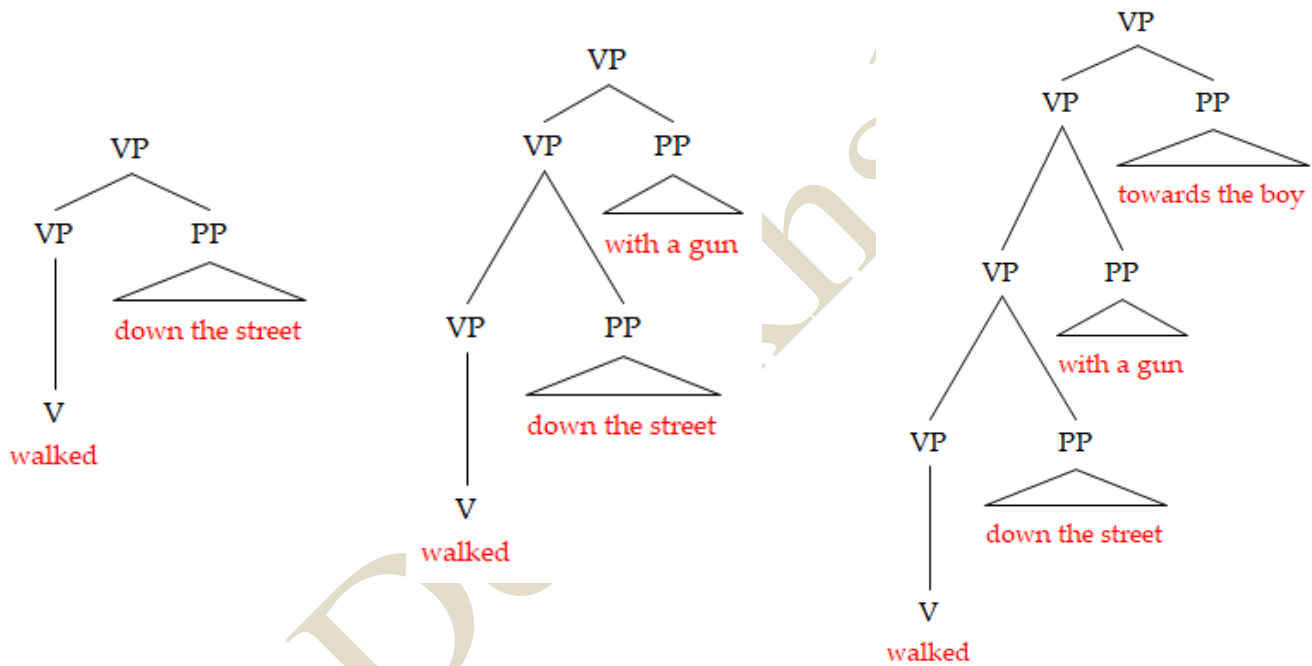 VP
VP PP
down the street
V
walked
VP
VP PP
with a gun
VP PP
down the street
V
walked
VP
VP PP
towards the boy
VP PP
with a gun
VP PP
down the street
V
walked